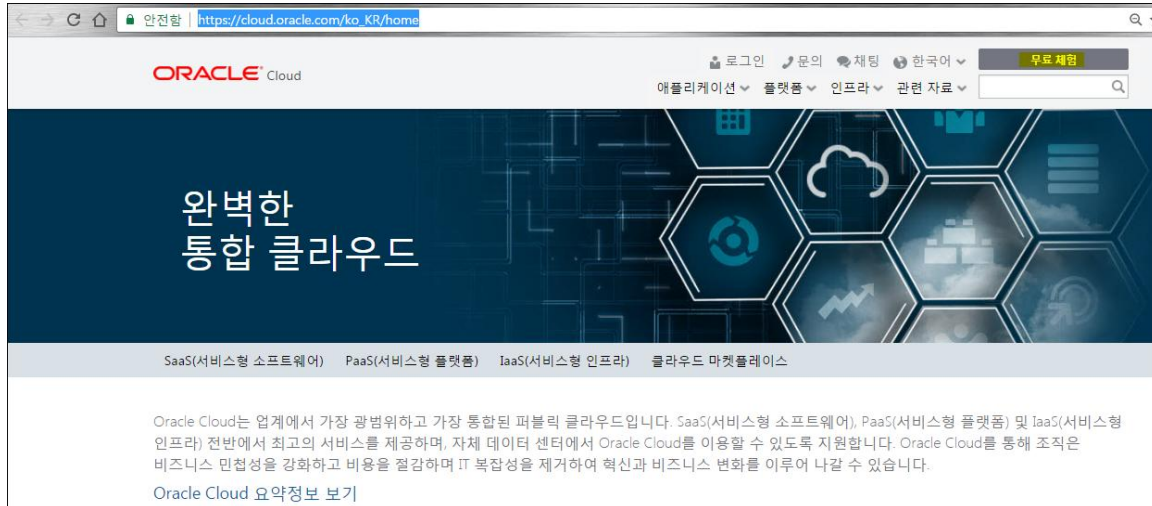 안전함 | https://cloud.oracle.com/ko_KR/home
ORACLE® Cloud
로그인 문의 채팅 한국어 무료 체험
애플리케이션 플랫폼 인프라 관련 자료
완벽한
통합 클라우드
SaaS(서비스형 소프트웨어) PaaS(서비스형 플랫폼) IaaS(서비스형 인프라) 클라우드 마켓플레이스
Oracle Cloud는 업계에서 가장 광범위하고 가장 통합된 퍼블릭 클라우드입니다. SaaS(서비스형 소프트웨어), PaaS(서비스형 플랫폼) 및 IaaS(서비스형
인프라) 전반에서 최고의 서비스를 제공하며, 자체 데이터 센터에서 Oracle Cloud를 이용할 수 있도록 지원합니다. Oracle Cloud를 통해 조직은
비즈니스 민첩성을 강화하고 비용을 절감하며 IT 복잡성을 제거하여 혁신과 비즈니스 변화를 이루어 나갈 수 있습니다.
Oracle Cloud 요약정보 보기